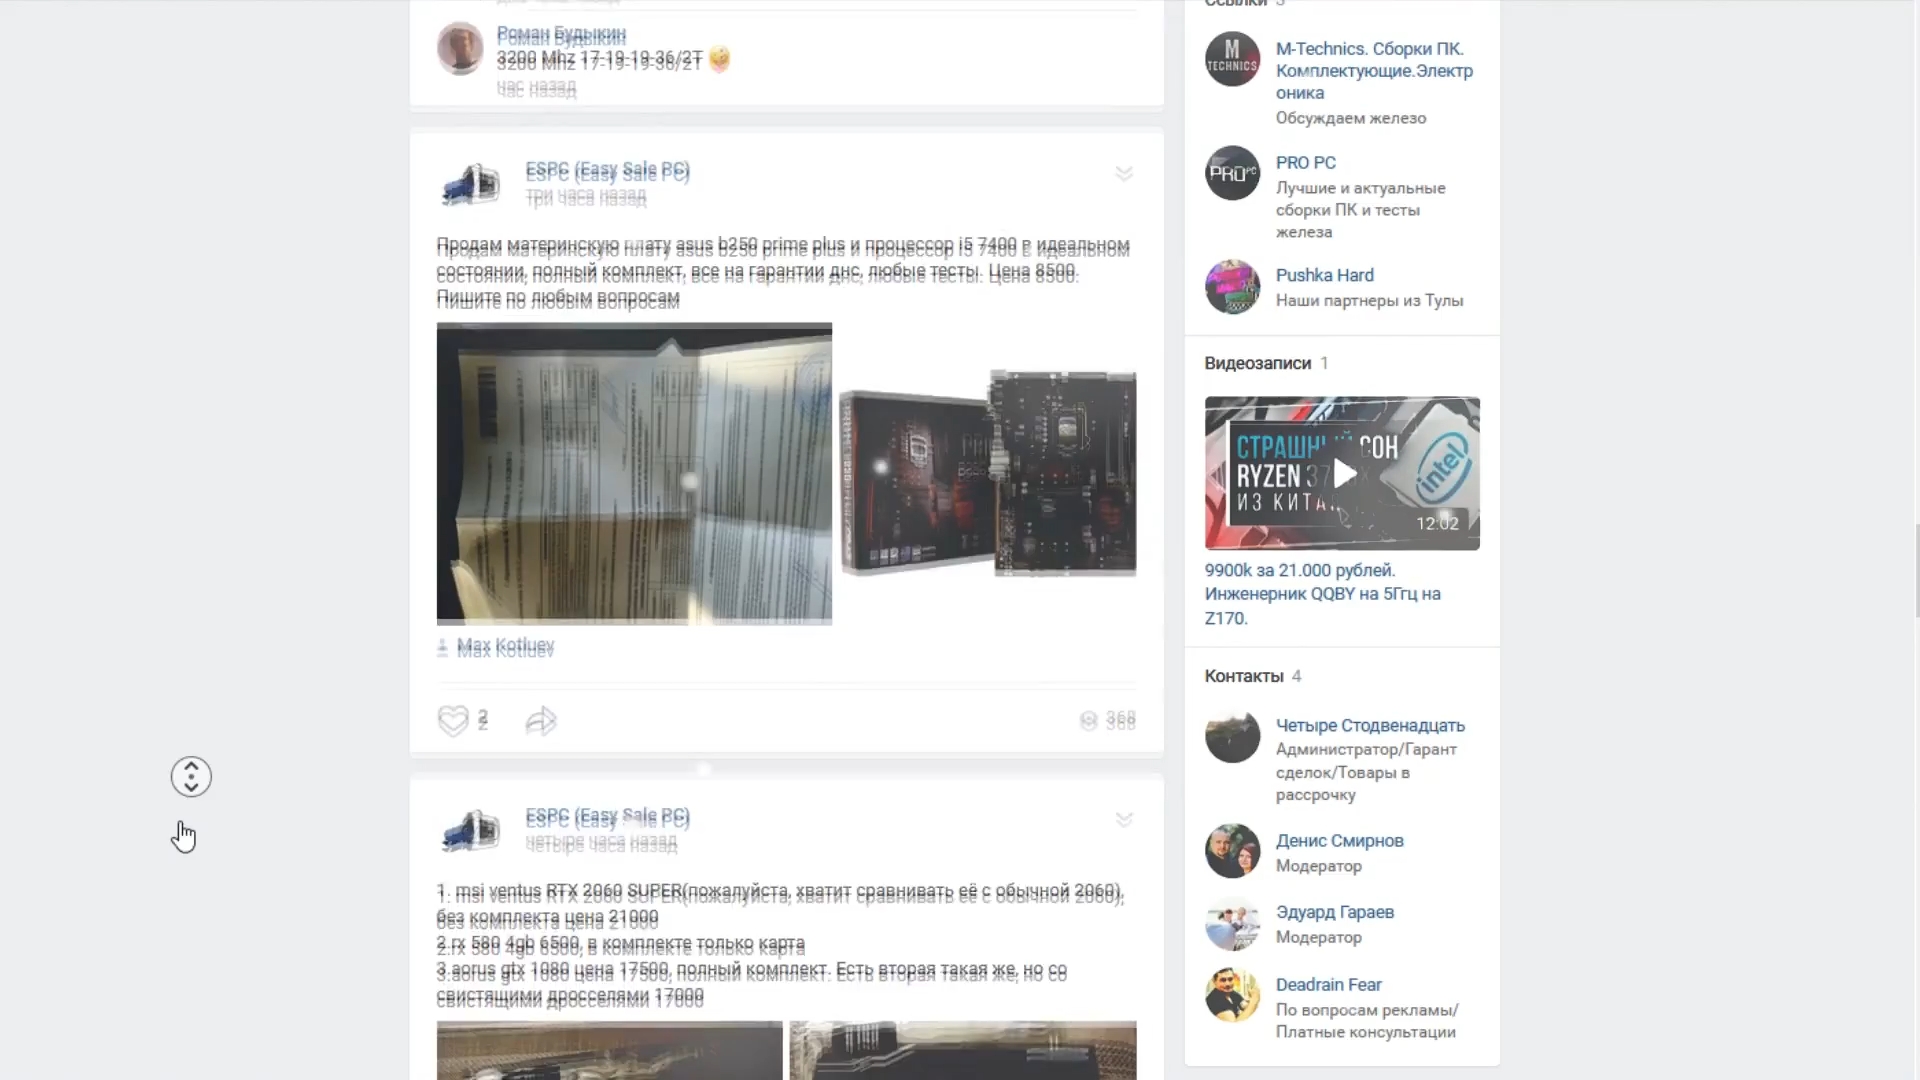 Роман Будыкин
3200 Mhz 17-19-19-36/2T
час назад
ESPC (Easy Sale PC)
три часа назад
Продам материнскую плату asus b250 prime plus и процессор i5 7400 в идеальном
состоянии, полный комплект, все на гарантии днс, любые тесты. Цена 8500.
Пишите по любым вопросам
Max Kotluev
2
368
ESPC (Easy Sale PC)
четыре часа назад
1. msi ventus RTX 2060 SUPER(пожалуйста, хватит сравнивать её с обычной 2060),
без комплекта цена 21000
2.rx 580 4gb 6500, в комплекте только карта
3.aorus gtx 1080 цена 17500, полный комплект. Есть вторая такая же, но со
свистящими дросселями 17000
Ссылки 3
M TECHNICS
M-Technics. Сборки ПК.
Комплектующие.Электр
оника
Обсуждаем железо
PRO PC
PRO PC
Лучшие и актуальные
сборки ПК и тесты
железа
Pushka Hard
Наши партнеры из Тулы
Видеозаписи 1
СОН
RYZEN
ИЗ
intel
12:02
9900k за 21.000 рублей.
Инженерник QQBY на 5Ггц на
Z170.
Контакты 4
Четыре Стодвенадцать
Администратор/Гарант
сделок/Товары в
рассрочку
Денис Смирнов
Модератор
Эдуард Гараев
Модератор
Deadrain Fear
По вопросам рекламы/
Платные консультации